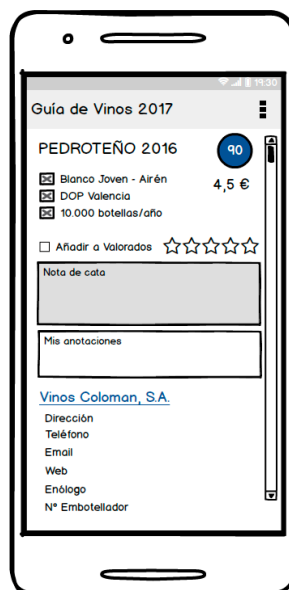 19:30
Guía de Vinos 2017
PEDROTEÑO 2016
90
Blanco Joven - Airén
4,5 €
DOP Valencia
10.000 botellas/año
Añadir a Valorados
Nota de cata
Mis anotaciones
Vinos Coloman, S.A.
Dirección
Teléfono
Email
Web
Enólogo
Nº Embotellador